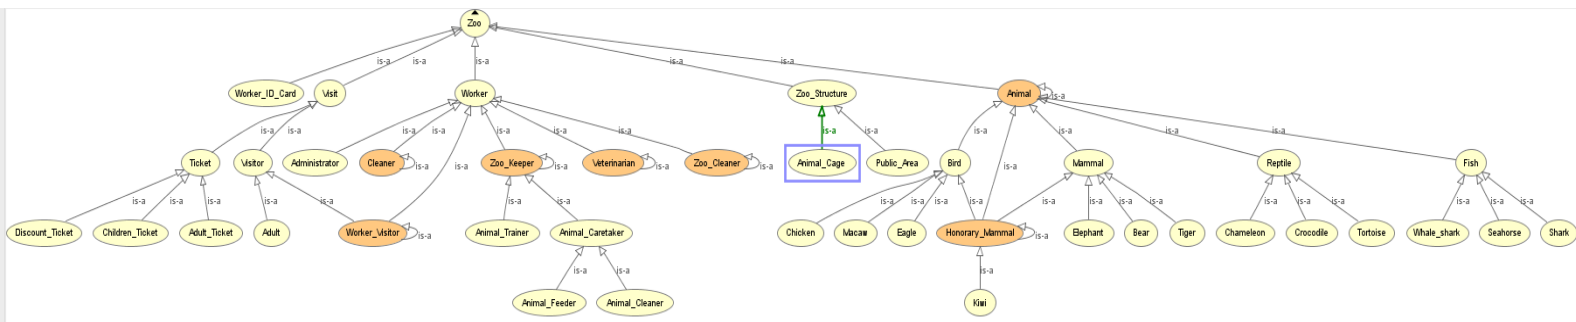 Zoo
is-a is-a is-a is-a is-a
Worker_ID_Card Visit Worker Zoo_Structure Animal is-a
is-a is-a is-a is-a is-a is-a is-a is-a is-a is-a is-a is-a is-a is-a is-a
Ticket Visitor Administrator Cleaner is-a Zoo_Keeper is-a Veterinarian is-a Zoo_Cleaner is-a Animal_Cage Public_Area Bird Mammal Reptile Fish
is-a is-a is-a is-a is-a is-a is-a is-a is-a is-a is-a is-a is-a is-a is-a is-a is-a is-a is-a is-a is-a
Discount_Ticket Children_Ticket Adult_Ticket Adult Worker_Visitor is-a Animal_Trainer Animal_Caretaker Chicken Macaw Eagle Honorary_Mammal is-a Elephant Bear Tiger Chameleon Crocodile Tortoise Whale_shark Seahorse Shark
is-a is-a is-a
Animal_Feeder Animal_Cleaner Kiwi